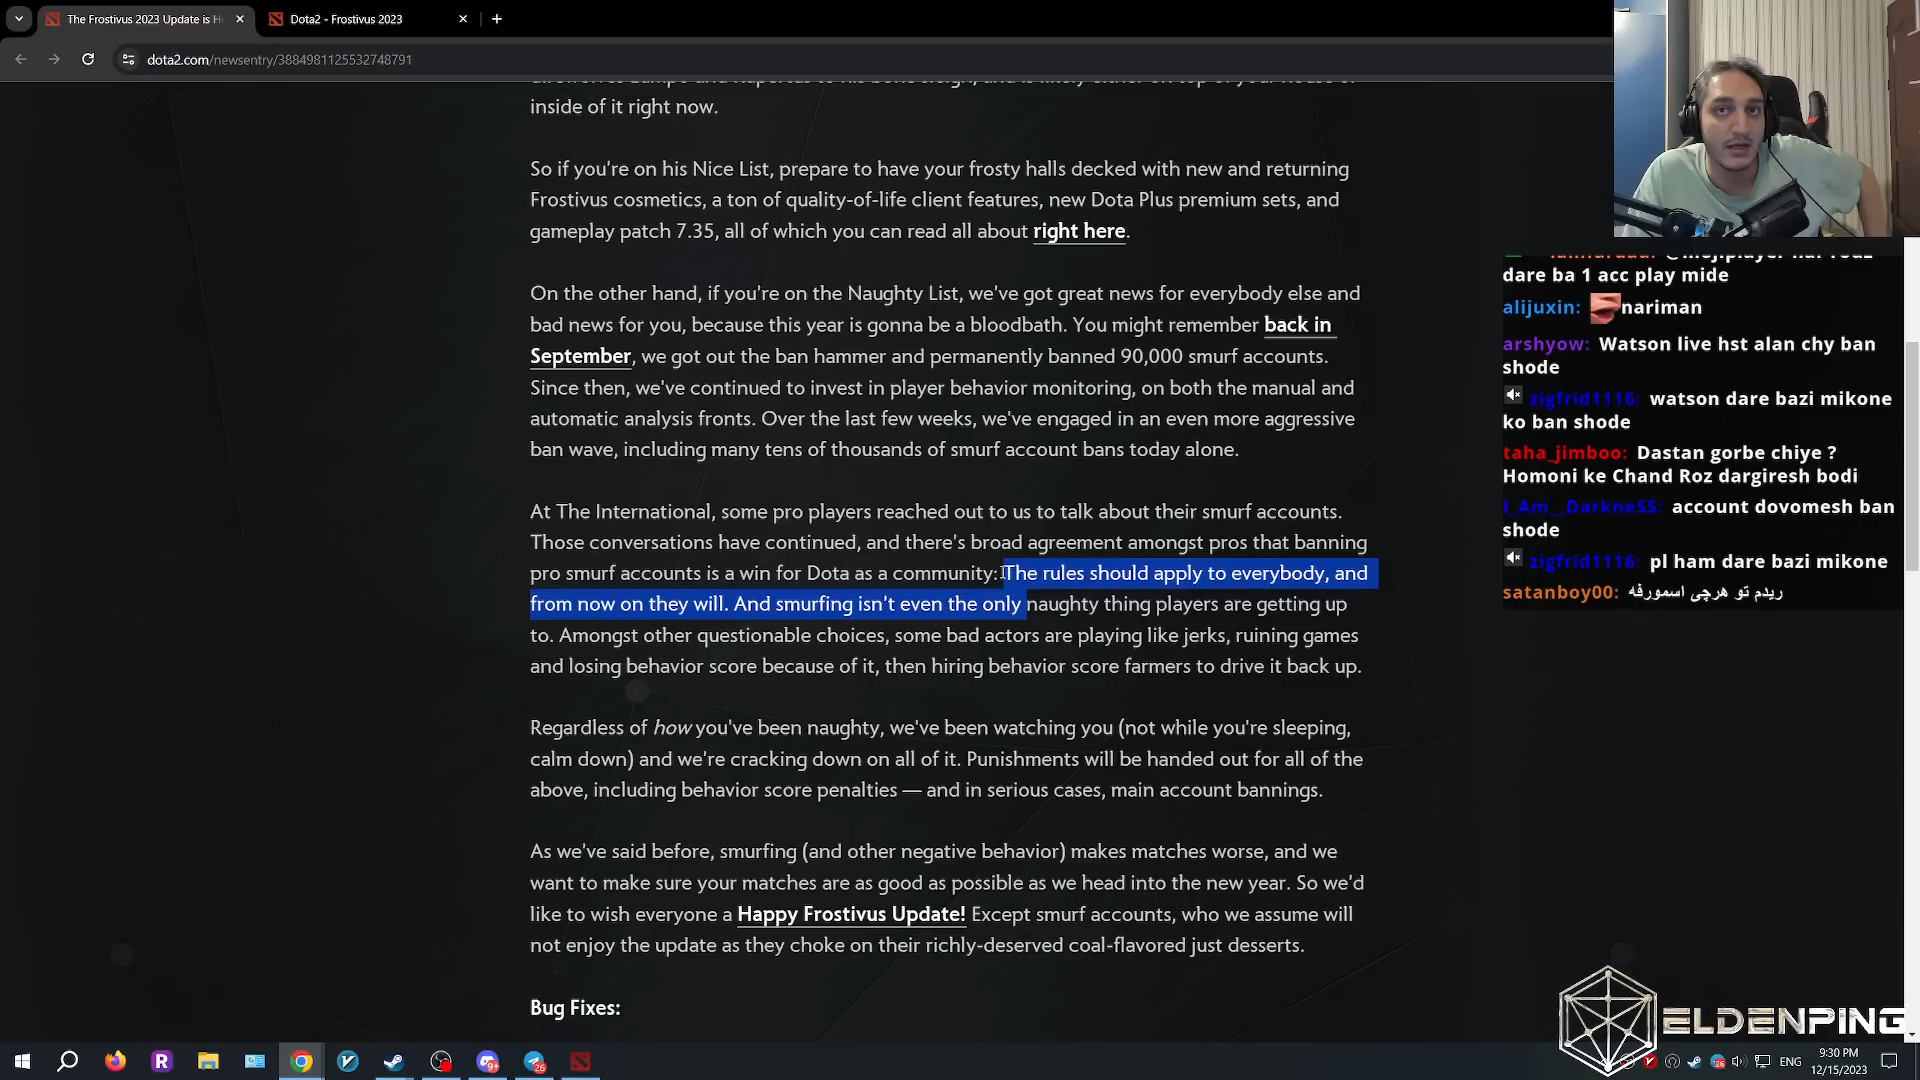 The Frostivus 2023 Update is H
Dota2 - Frostivus 2023
dota2.com/newsentry/3884981125532748791
inside of it right now.
So if you're on his Nice List, prepare to have your frosty halls decked with new and returning
Frostivus cosmetics, a ton of quality-of-life client features, new Dota Plus premium sets, and
gameplay patch 7.35, all of which you can read all about right here.
On the other hand, if you're on the Naughty List, we've got great news for everybody else and
bad news for you, because this year is gonna be a bloodbath. You might remember back in
September, we got out the ban hammer and permanently banned 90,000 smurf accounts.
Since then, we've continued to invest in player behavior monitoring, on both the manual and
automatic analysis fronts. Over the last few weeks, we've engaged in an even more aggressive
ban wave, including many tens of thousands of smurf account bans today alone.
At The International, some pro players reached out to us to talk about their smurf accounts.
Those conversations have continued, and there's broad agreement amongst pros that banning
pro smurf accounts is a win for Dota as a community: The rules should apply to everybody, and
from now on they will. And smurfing isn't even the only naughty thing players are getting up
to. Amongst other questionable choices, some bad actors are playing like jerks, ruining games
and losing behavior score because of it, then hiring behavior score farmers to drive it back up.
Regardless of how you've been naughty, we've been watching you (not while you're sleeping,
calm down) and we're cracking down on all of it. Punishments will be handed out for all of the
above, including behavior score penalties — and in serious cases, main account bannings.
As we've said before, smurfing (and other negative behavior) makes matches worse, and we
want to make sure your matches are as good as possible as we head into the new year. So we'd
like to wish everyone a Happy Frostivus Update! Except smurf accounts, who we assume will
not enjoy the update as they choke on their richly-deserved coal-flavored just desserts.
Bug Fixes:
dare ba 1 acc play mide
alijuxin: nariman
arshyow: Watson live hst alan chy ban
shode
zigfrid1116: watson dare bazi mikone
ko ban shode
taha_jimboo: Dastan gorbe chiye ?
Homoni ke Chand Roz dargiresh bodi
I_Am__DarkneSS: account dovomesh ban
shode
zigfrid1116: pl ham dare bazi mikone
satanboy00: ریدم تو هرچی اسمورفه
ELDENPING
ENG
9:30 PM
12/15/2023